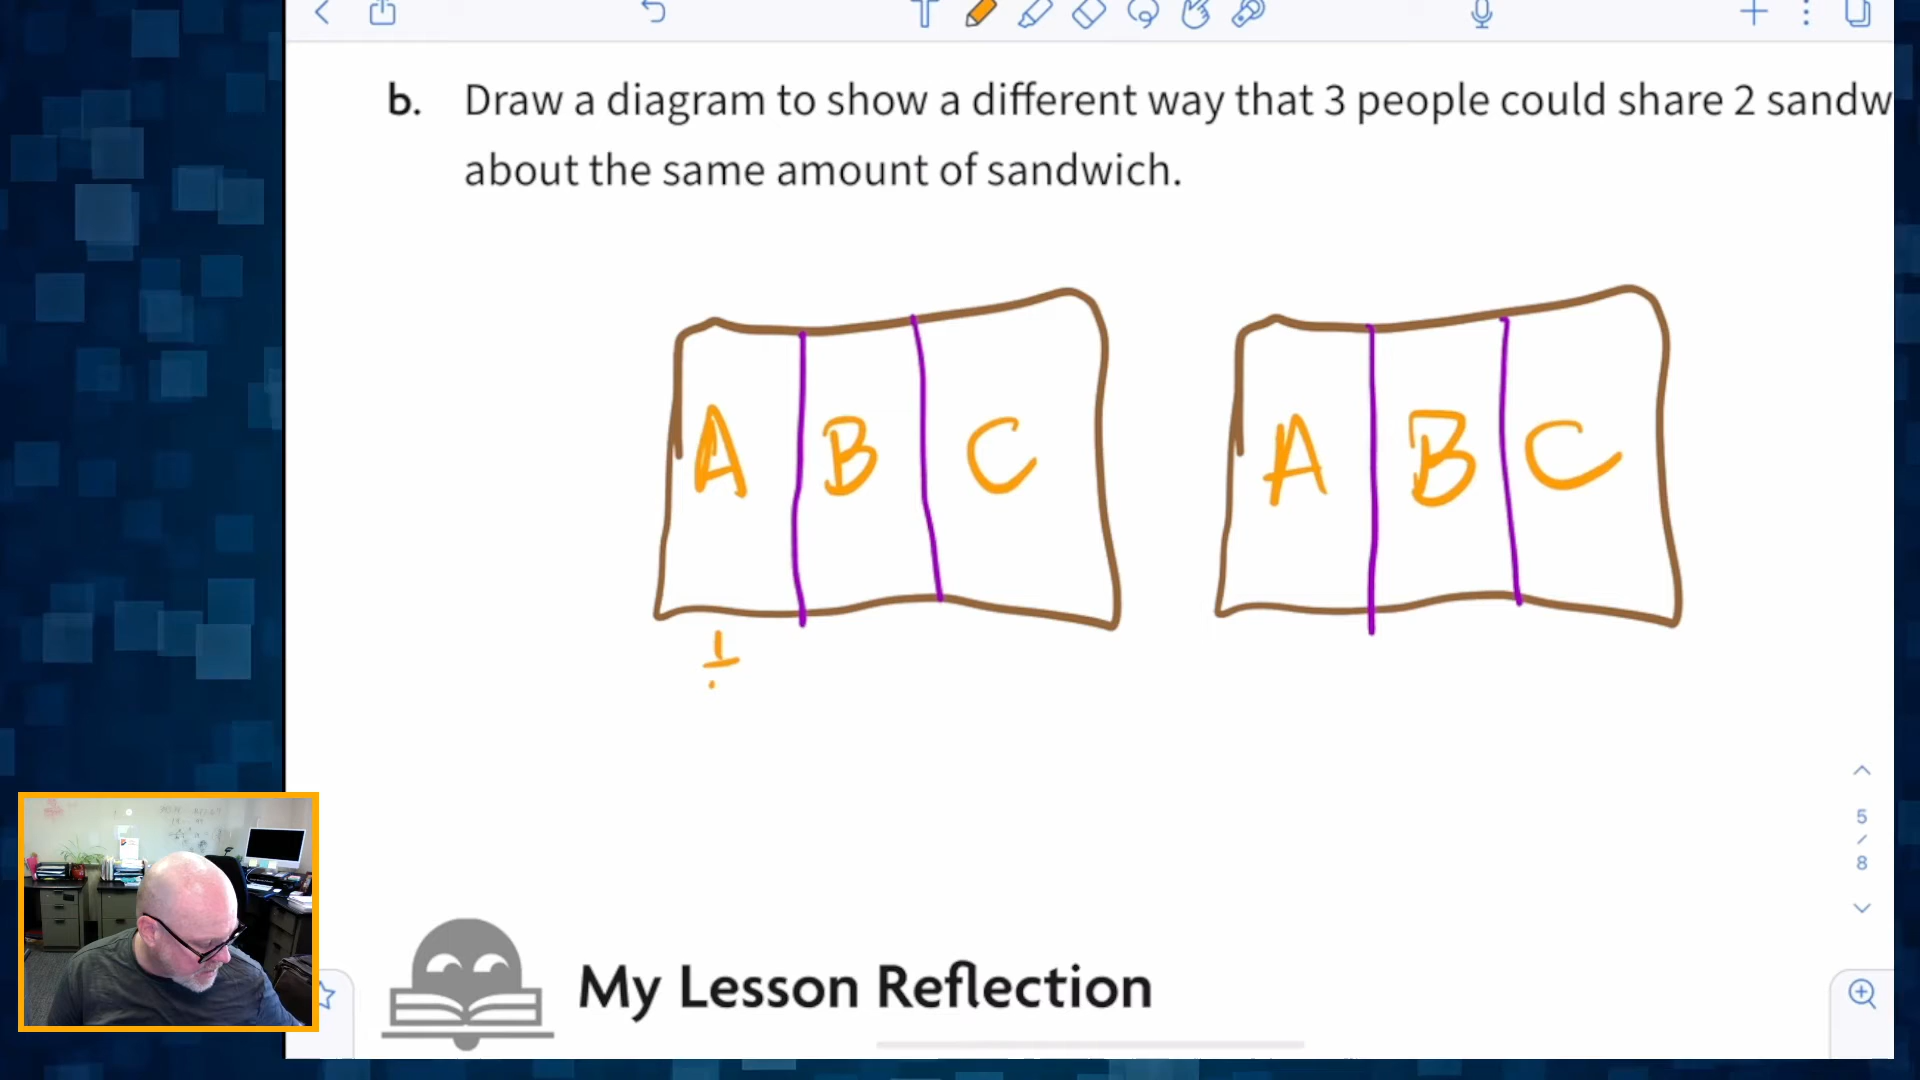 b. Draw a diagram to show a different way that 3 people could share 2 sandw
about the same amount of sandwich.
A B C A B C
1
5
/
8
My Lesson Reflection